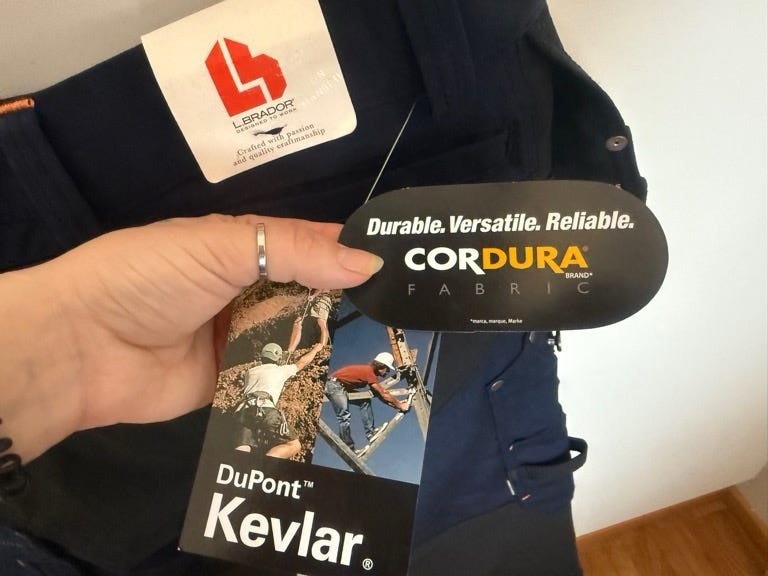 L.BRADOR®
DESIGNED TO WORK
Crafted with passion
and quality craftmanship
Durable. Versatile. Reliable.
CORDURA®
BRAND*
FABRIC
*marca, marque, Marke
DuPont™
Kevlar®